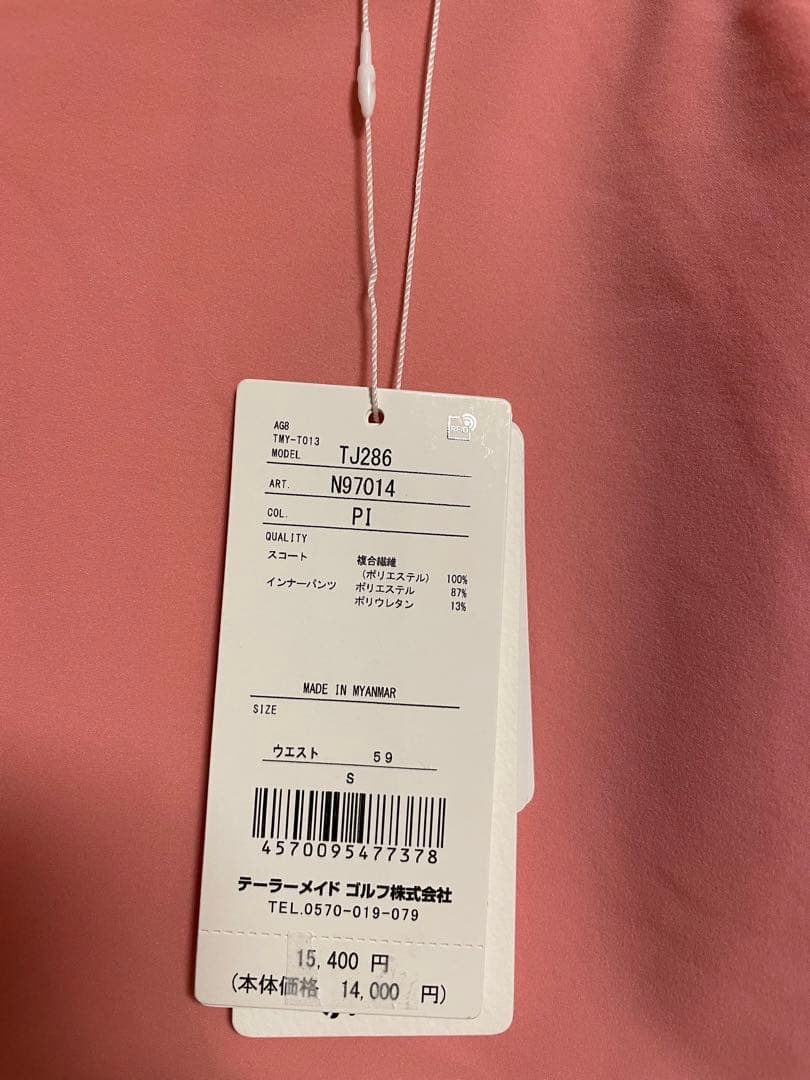 AG8
TMY-T013
MODEL TJ286
RFID
ART. N97014
COL. PI
QUALITY
スコート 複合繊維
(ポリエステル) 100%
インナーパンツ ポリエステル 87%
ポリウレタン 13%
MADE IN MYANMAR
SIZE
ウエスト 59
S
4570095477378
テーラーメイド ゴルフ株式会社
TEL.0570-019-079
15,400 円
(本体価格 14,000 円)